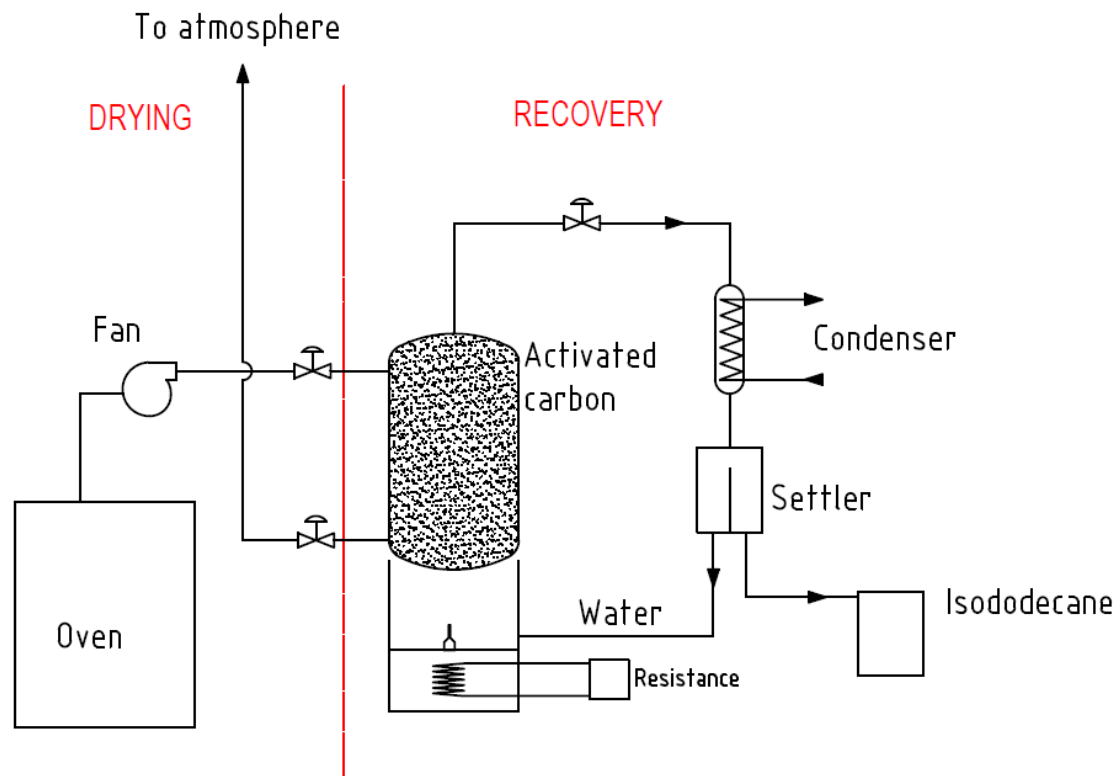 To atmosphere
DRYING
RECOVERY
Fan
Activated
carbon
Condenser
Settler
Oven
Water
Isododecane
Resistance